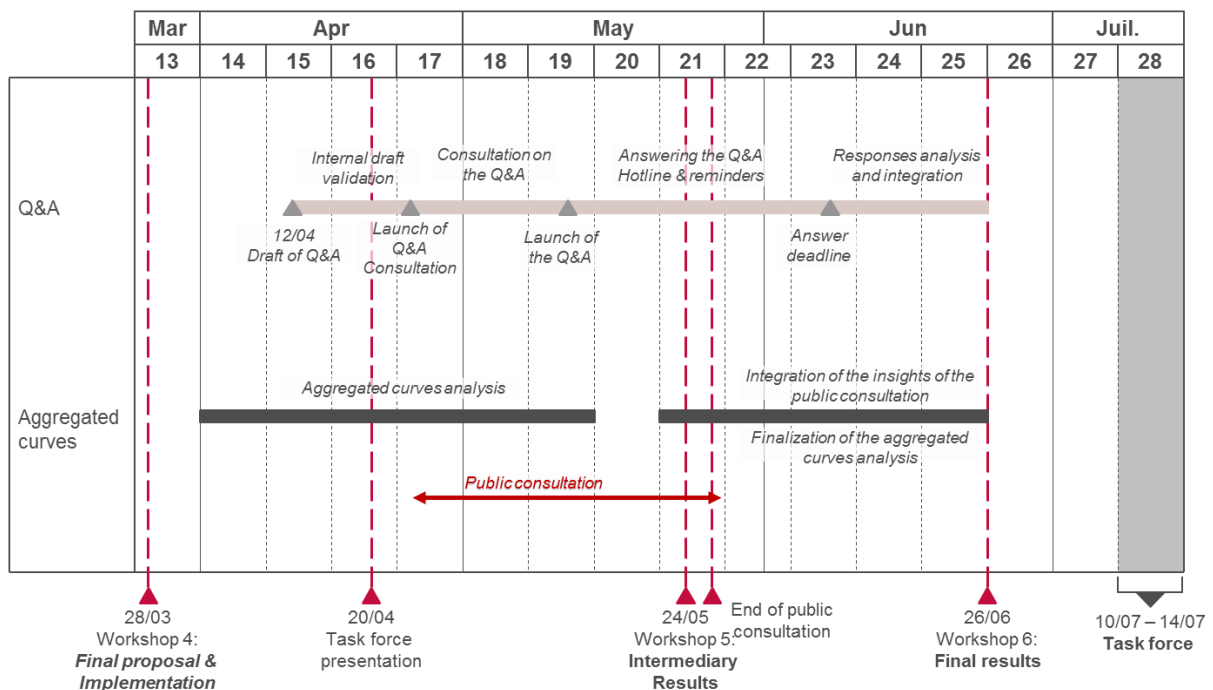 Mar Apr May Jun Juil.
13 14 15 16 17 18 19 20 21 22 23 24 25 26 27 28
Q&A
Internal draft
validation
Consultation on
the Q&A
Answering the Q&A
Hotline & reminders
Responses analysis
and integration
12/04
Draft of Q&A
Launch of
Q&A
Consultation
Launch of
the Q&A
Answer
deadline
Aggregated
curves
Aggregated curves analysis
Integration of the insights of the
public consultation
Finalization of the aggregated
curves analysis
Public consultation
28/03
Workshop 4:
Final proposal &
Implementation
20/04
Task force
presentation
24/05
Workshop 5:
Intermediary
Results
End of public
consultation
26/06
Workshop 6:
Final results
10/07 – 14/07
Task force